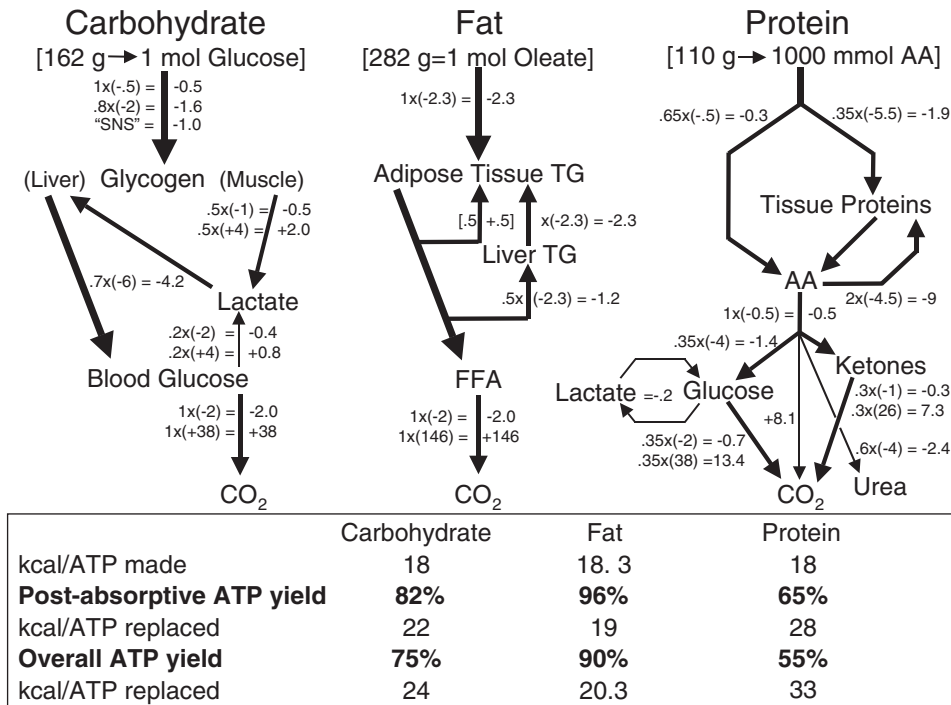 Carbohydrate
[162 g→1 mol Glucose]
1x(-.5) = -0.5
.8x(-2) = -1.6
“SNS” = -1.0
(Liver) Glycogen (Muscle)
.5x(-1) = -0.5
.5x(+4) = +2.0
.7x(-6) = -4.2
Lactate
.2x(-2) = -0.4
.2x(+4) = +0.8
Blood Glucose
1x(-2) = -2.0
1x(+38) = +38
CO2
Fat
[282 g=1 mol Oleate]
1x(-2.3) = -2.3
Adipose Tissue TG
[.5 +.5] x(-2.3) = -2.3
Liver TG
.5x (-2.3) = -1.2
FFA
1x(-2) = -2.0
1x(146) = +146
CO2
Protein
[110 g→1000 mmol AA]
.65x(-.5) = -0.3 .35x(-5.5) = -1.9
Tissue Proteins
AA
2x(-4.5) = -9
1x(-0.5) = -0.5
.35x(-4) = -1.4
Ketones
Lactate =-.2 Glucose
.3x(-1) = -0.3
.3x(26) = 7.3
+8.1
.35x(-2) = -0.7
.35x(38) =13.4
.6x(-4) = -2.4
CO2 Urea
Carbohydrate Fat Protein
kcal/ATP made 18 18. 3 18
Post-absorptive ATP yield 82% 96% 65%
kcal/ATP replaced 22 19 28
Overall ATP yield 75% 90% 55%
kcal/ATP replaced 24 20.3 33